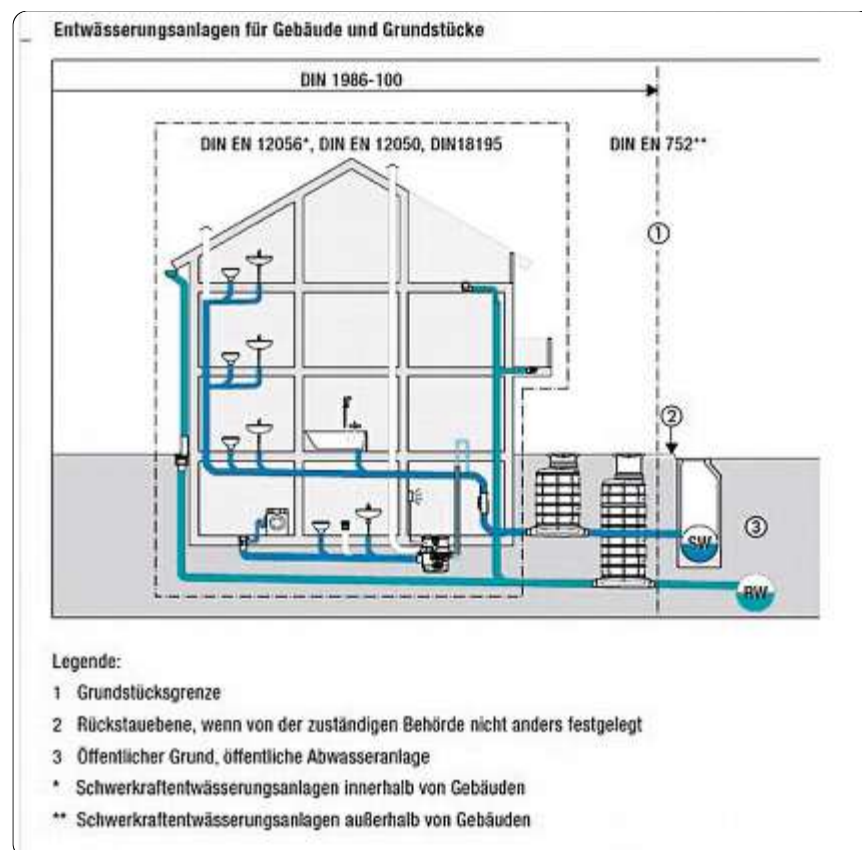 Entwässerungsanlagen für Gebäude und Grundstücke
DIN 1986-100
DIN EN 12056*, DIN EN 12050, DIN18195
DIN EN 752**
1
2
SW
3
RW
Legende:
1 Grundstücksgrenze
2 Rückstauebene, wenn von der zuständigen Behörde nicht anders festgelegt
3 Öffentlicher Grund, öffentliche Abwasseranlage
* Schwerkraftentwässerungsanlagen innerhalb von Gebäuden
** Schwerkraftentwässerungsanlagen außerhalb von Gebäuden